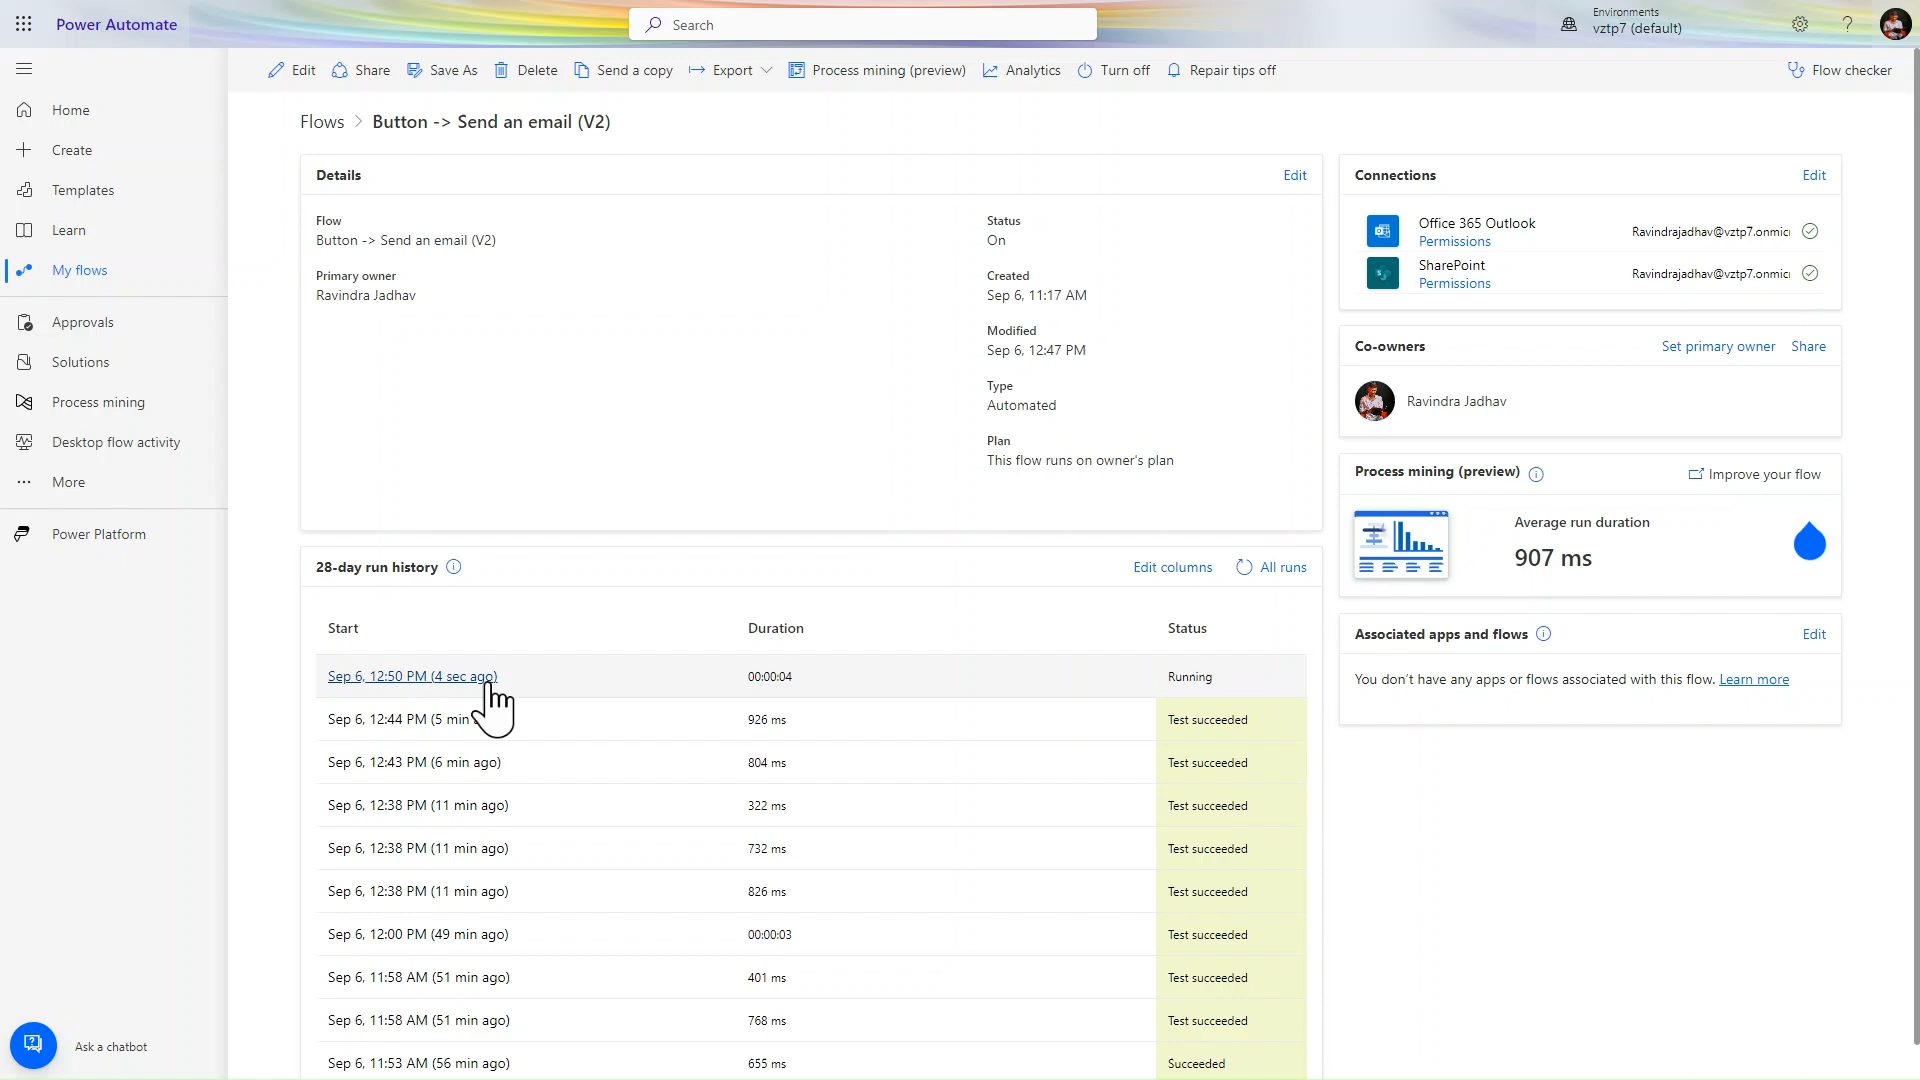 Power Automate
Search
Environments
vztp7 (default)
Edit
Share
Save As
Delete
Send a copy
Export
Process mining (preview)
Analytics
Turn off
Repair tips off
Flow checker
Home
Create
Templates
Learn
My flows
Approvals
Solutions
Process mining
Desktop flow activity
More
Power Platform
Ask a chatbot
Flows > Button -> Send an email (V2)
Details
Edit
Flow
Button -> Send an email (V2)
Primary owner
Ravindra Jadhav
Status
On
Created
Sep 6, 11:17 AM
Modified
Sep 6, 12:47 PM
Type
Automated
Plan
This flow runs on owner's plan
28-day run history
Edit columns
All runs
Start Duration Status
Sep 6, 12:50 PM (4 sec ago) 00:00:04 Running
Sep 6, 12:44 PM (5 min 926 ms Test succeeded
Sep 6, 12:43 PM (6 min ago) 804 ms Test succeeded
Sep 6, 12:38 PM (11 min ago) 322 ms Test succeeded
Sep 6, 12:38 PM (11 min ago) 732 ms Test succeeded
Sep 6, 12:38 PM (11 min ago) 826 ms Test succeeded
Sep 6, 12:00 PM (49 min ago) 00:00:03 Test succeeded
Sep 6, 11:58 AM (51 min ago) 401 ms Test succeeded
Sep 6, 11:58 AM (51 min ago) 768 ms Test succeeded
Sep 6, 11:53 AM (56 min ago) 655 ms Succeeded
Connections
Edit
Office 365 Outlook
Permissions
Ravindrajadhav@vztp7.onmicr
SharePoint
Permissions
Ravindrajadhav@vztp7.onmicr
Co-owners
Set primary owner
Share
Ravindra Jadhav
Process mining (preview)
Improve your flow
Average run duration
907 ms
Associated apps and flows
Edit
You don't have any apps or flows associated with this flow. Learn more